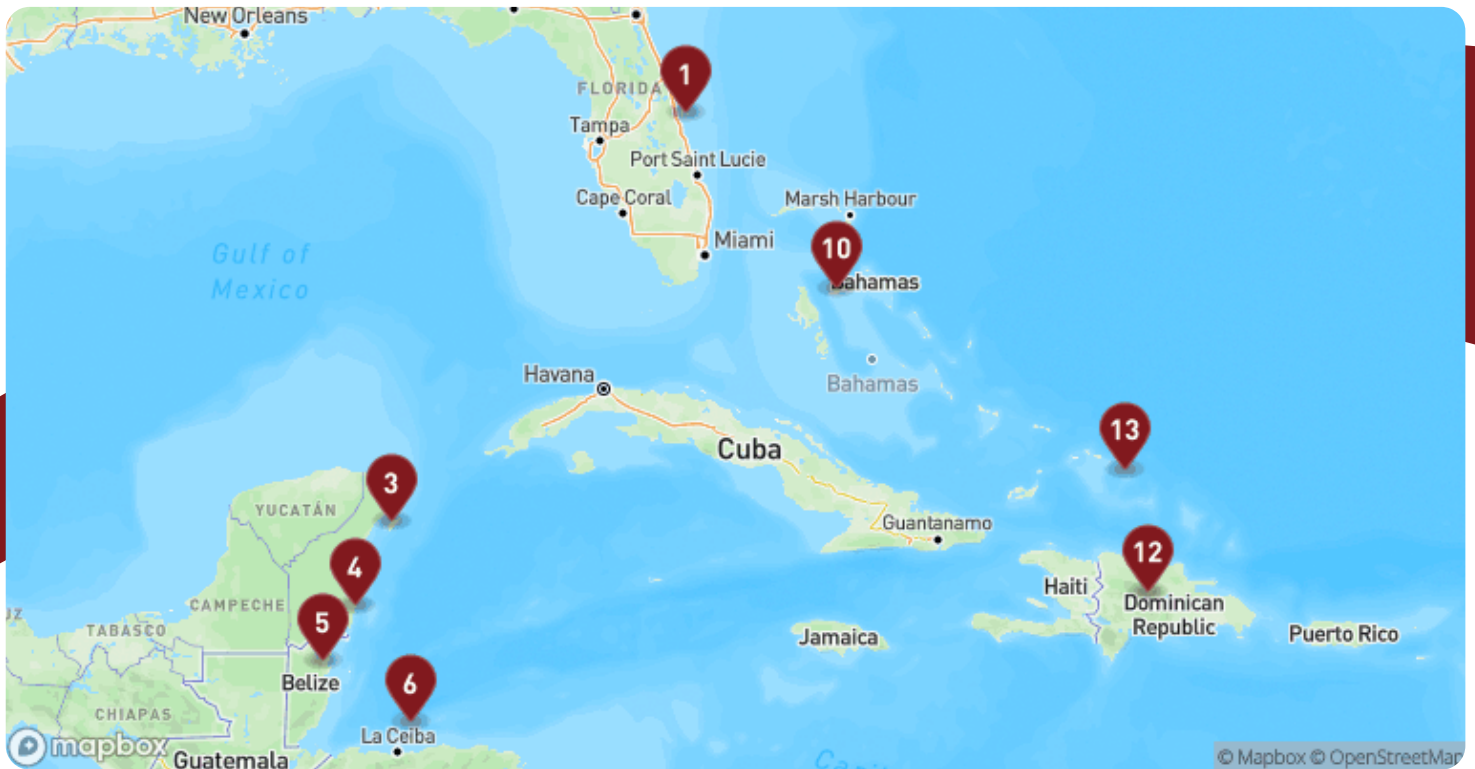 New Orleans
1
FLORIDA
Tampa
Port Saint Lucie
Cape Coral
Marsh Harbour
Miami
10
Bahamas
Gulf of
Mexico
Havana
Bahamas
Cuba
13
3
YUCATÁN
Guantanamo
12
4
Haiti
CAMPECHE
Dominican
Republic
5
TABASCO
Jamaica
Puerto Rico
Belize
6
CHIAPAS
La Ceiba
mapbox
Guatemala
© Mapbox © OpenStreetMap